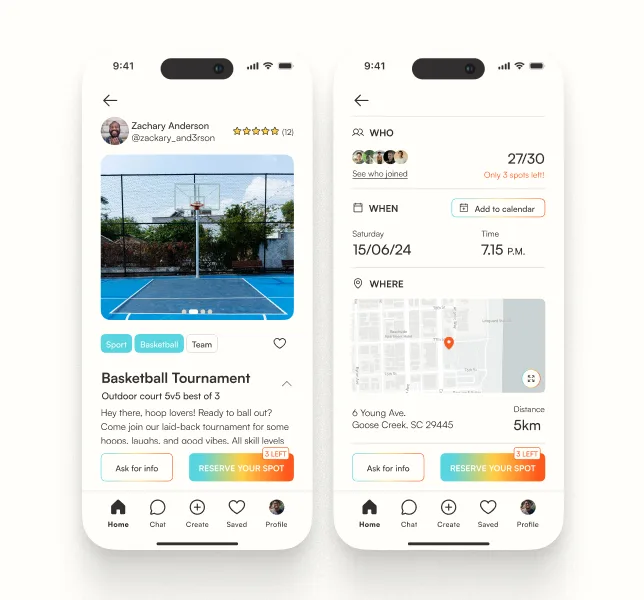 9:41
Zachary Anderson
@zackary_and3rson
(12)
Sport
Basketball
Team
Basketball Tournament
Outdoor court 5v5 best of 3
Hey there, hoop lovers! Ready to ball out?
Come join our laid-back tournament for some
hoops, laughs, and good vibes. All skill levels
3 LEFT
Ask for info
RESERVE YOUR SPOT
Home
Chat
Create
Saved
Profile
9:41
WHO
27/30
See who joined
Only 3 spots left!
WHEN
Add to calendar
Saturday
Time
15/06/24
7.15 P.M.
WHERE
6 Young Ave.
Goose Creek, SC 29445
Distance
5km
3 LEFT
Ask for info
RESERVE YOUR SPOT
Home
Chat
Create
Saved
Profile